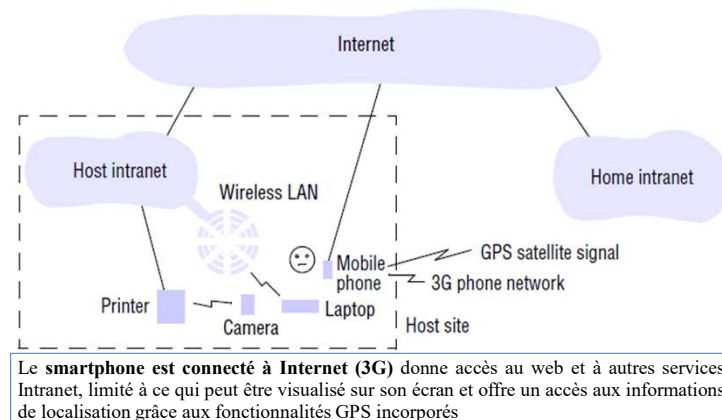 Internet
Host intranet
Wireless LAN
Home intranet
GPS satellite signal
Mobile
phone
3G phone network
Printer
Camera
Laptop
Host site
Le smartphone est connecté à Internet (3G) donne accès au web et à autres services
Intranet, limité à ce qui peut être visualisé sur son écran et offre un accès aux informations
de localisation grâce aux fonctionnalités GPS incorporés